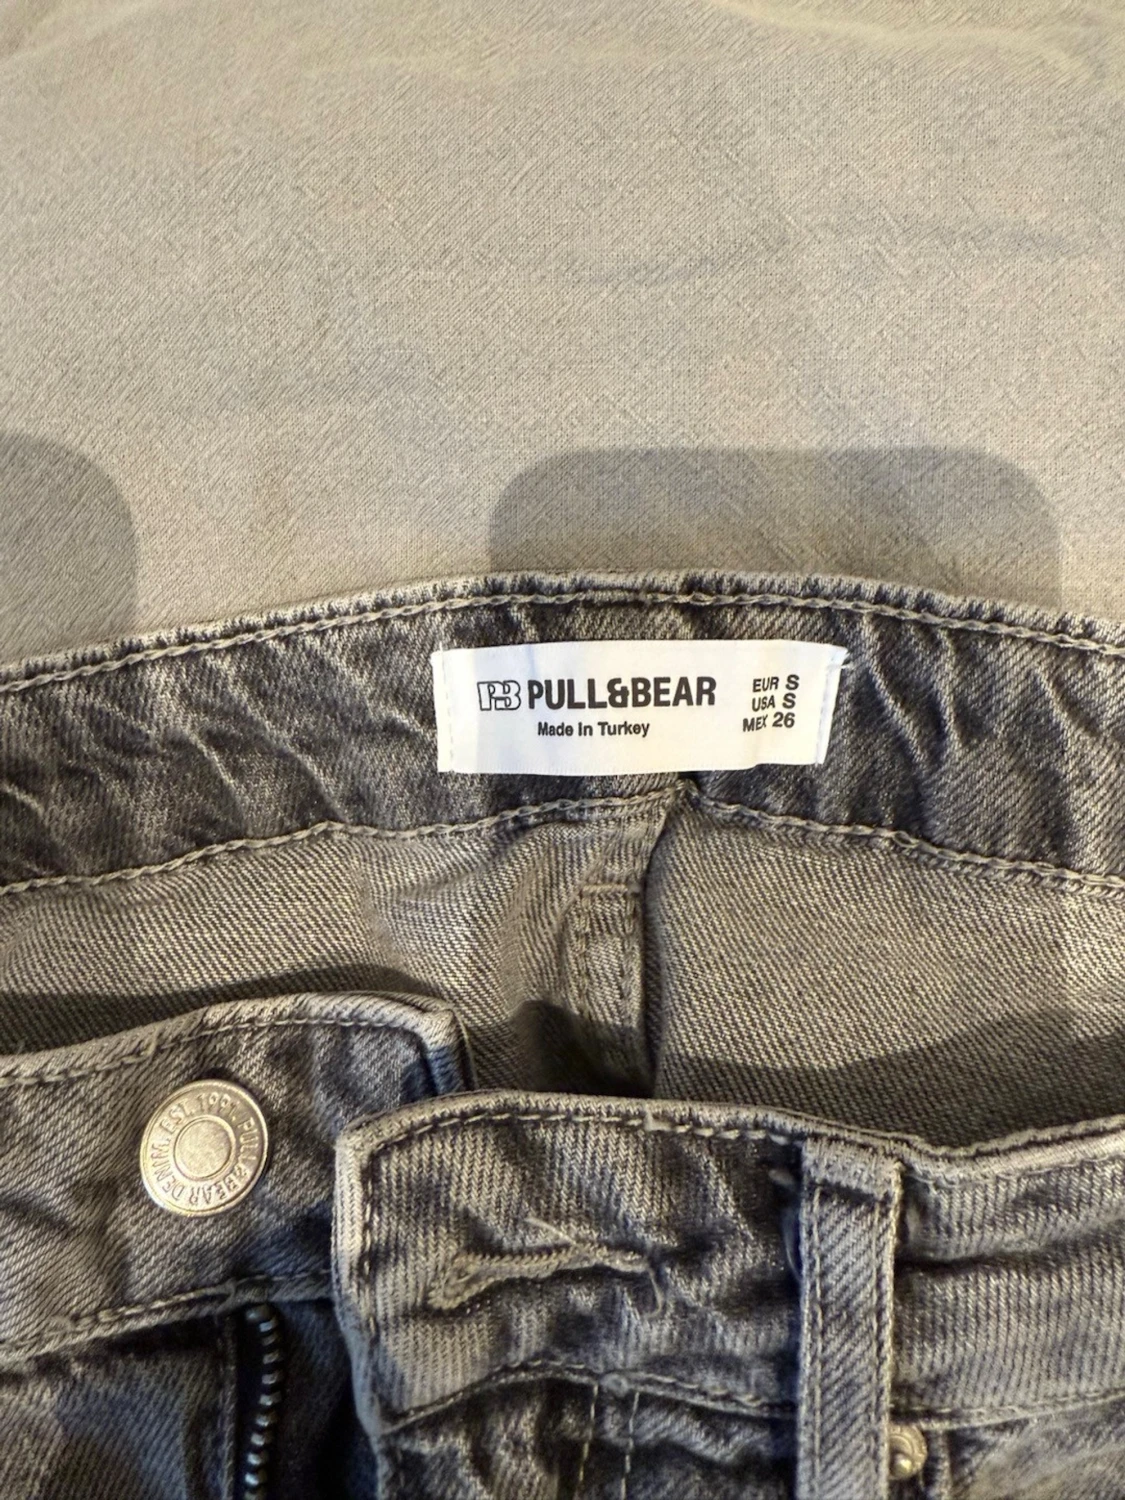 PB PULL&BEAR
Made In Turkey
EUR S
USA S
MEX 26
PULL&BEAR DENIM. EST. 1991.